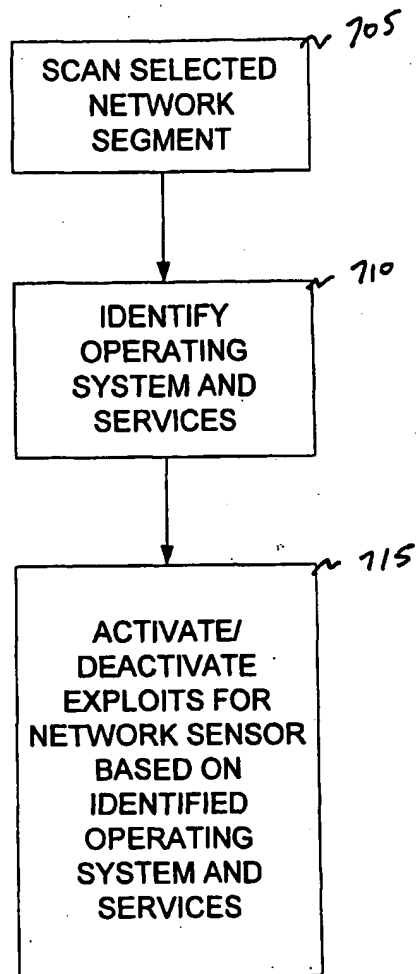 705
SCAN SELECTED
NETWORK
SEGMENT
710
IDENTIFY
OPERATING
SYSTEM AND
SERVICES
715
ACTIVATE/
DEACTIVATE
EXPLOITS FOR
NETWORK SENSOR
BASED ON
IDENTIFIED
OPERATING
SYSTEM AND
SERVICES